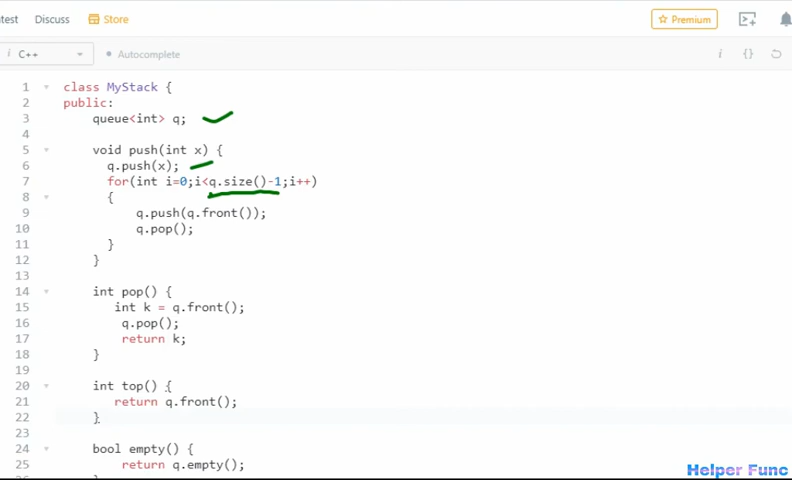 test Discuss Store Premium
i C++ Autocomplete i {}
1 class MyStack {
2 public:
3 queue<int> q;
4
5 void push(int x) {
6 q.push(x);
7 for(int i=0;i<q.size()-1;i++)
8 {
9 q.push(q.front());
10 q.pop();
11 }
12 }
13
14 int pop() {
15 int k = q.front();
16 q.pop();
17 return k;
18 }
19
20 int top() {
21 return q.front();
22 }
23
24 bool empty() {
25 return q.empty();
Helper Func